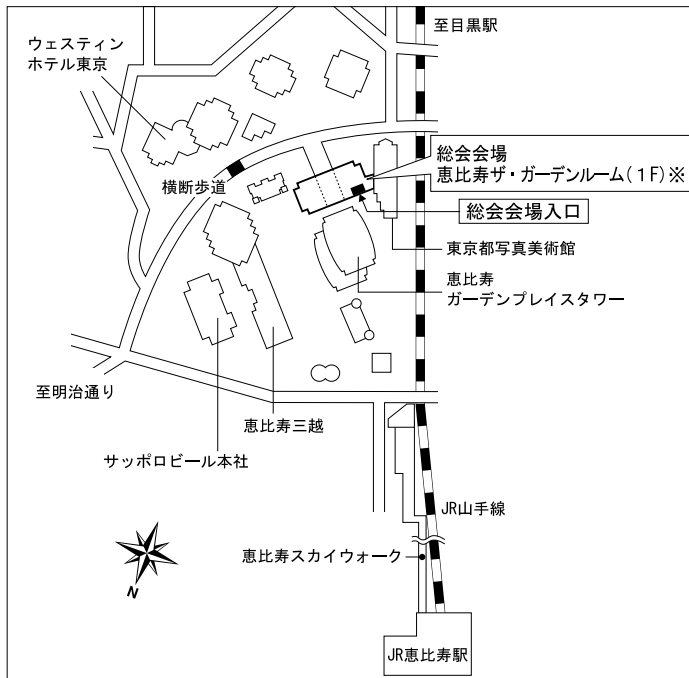 至目黒駅
ウェスティン
ホテル東京
総会会場
恵比寿ザ・ガーデンルーム(1F)※
横断歩道
総会会場入口
東京都写真美術館
恵比寿
ガーデンプレイスタワー
至明治通り
恵比寿三越
サッポロビール本社
JR山手線
恵比寿スカイウォーク
N
JR恵比寿駅